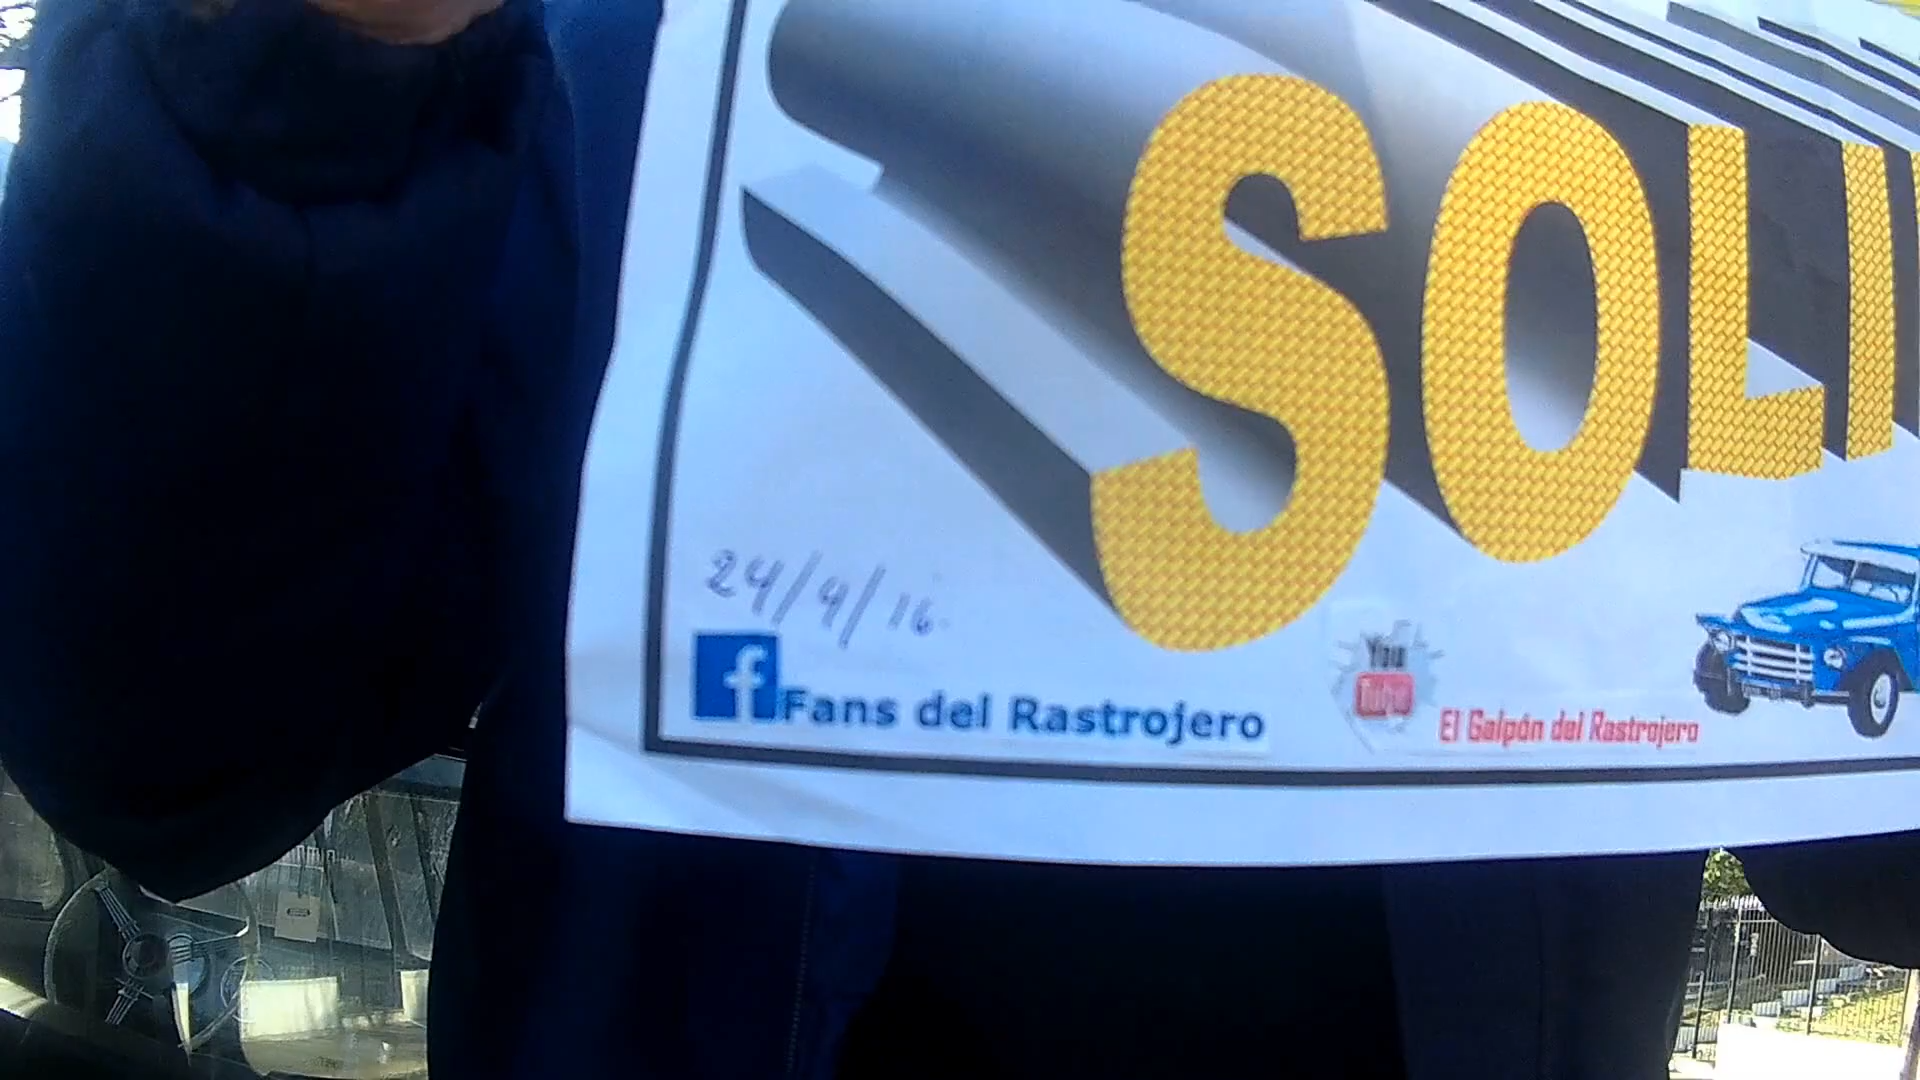 SOLI
24/4/16
f Fans del Rastrojero
You Tube
El Galpón del Rastrojero